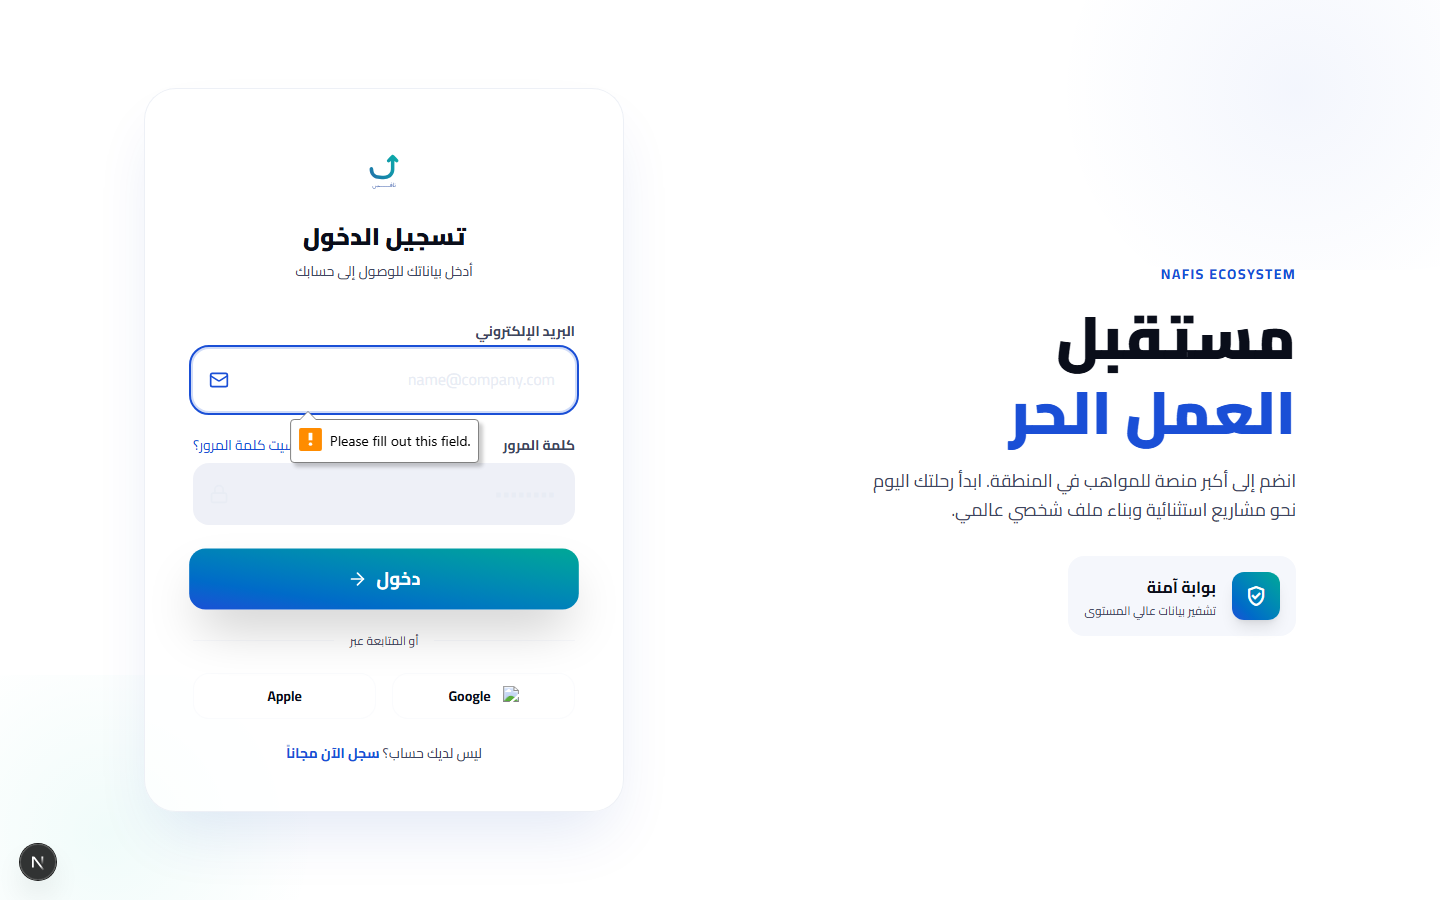 NAFIS ECOSYSTEM
مستقبل
العمل الحر
انضم إلى أكبر منصة للمواهب في المنطقة. ابدأ رحلتك اليوم
نحو مشاريع استثنائية وبناء ملف شخصي عالمي.
بوابة آمنة
تشفير بيانات عالي المستوى
تسجيل الدخول
أدخل بياناتك للوصول إلى حسابك
البريد الإلكتروني
name@company.com
Please fill out this field.
كلمة المرور
كلمة المرور؟
دخول
أو المتابعة عبر
Google
Apple
ليس لديك حساب؟ سجل الآن مجاناً
N